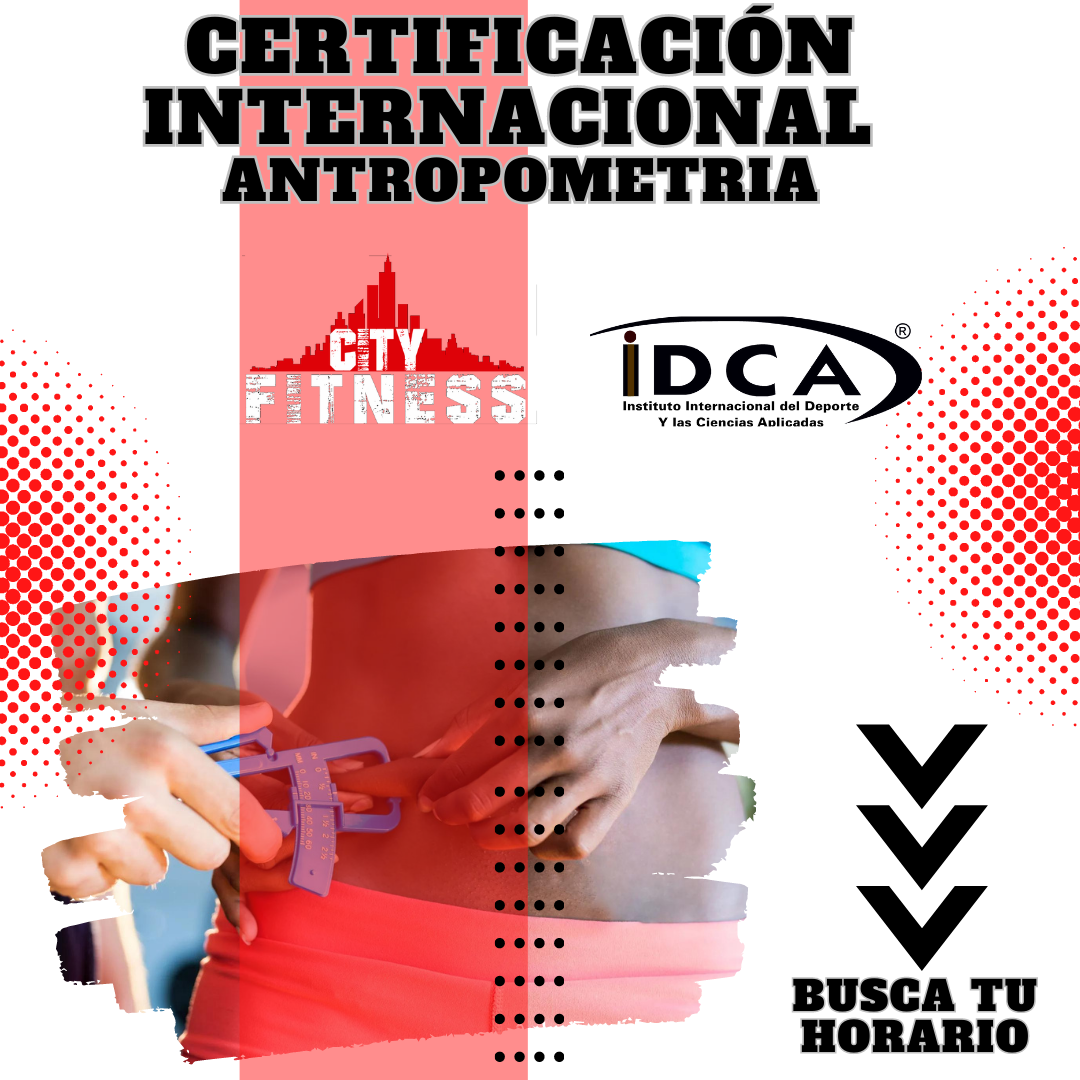 CERTIFICACIÓN
INTERNACIONAL
ANTROPOMETRIA
CITY
FITNESS
iDCA®
Instituto Internacional del Deporte
Y las Ciencias Aplicadas
BUSCA TU
HORARIO